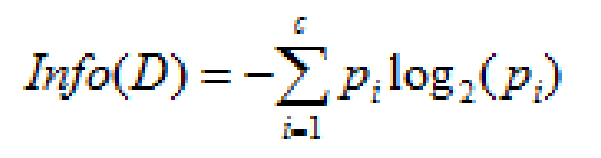 Info(D) = -∑_{i=1}^{c} p_i log_2(p_i)